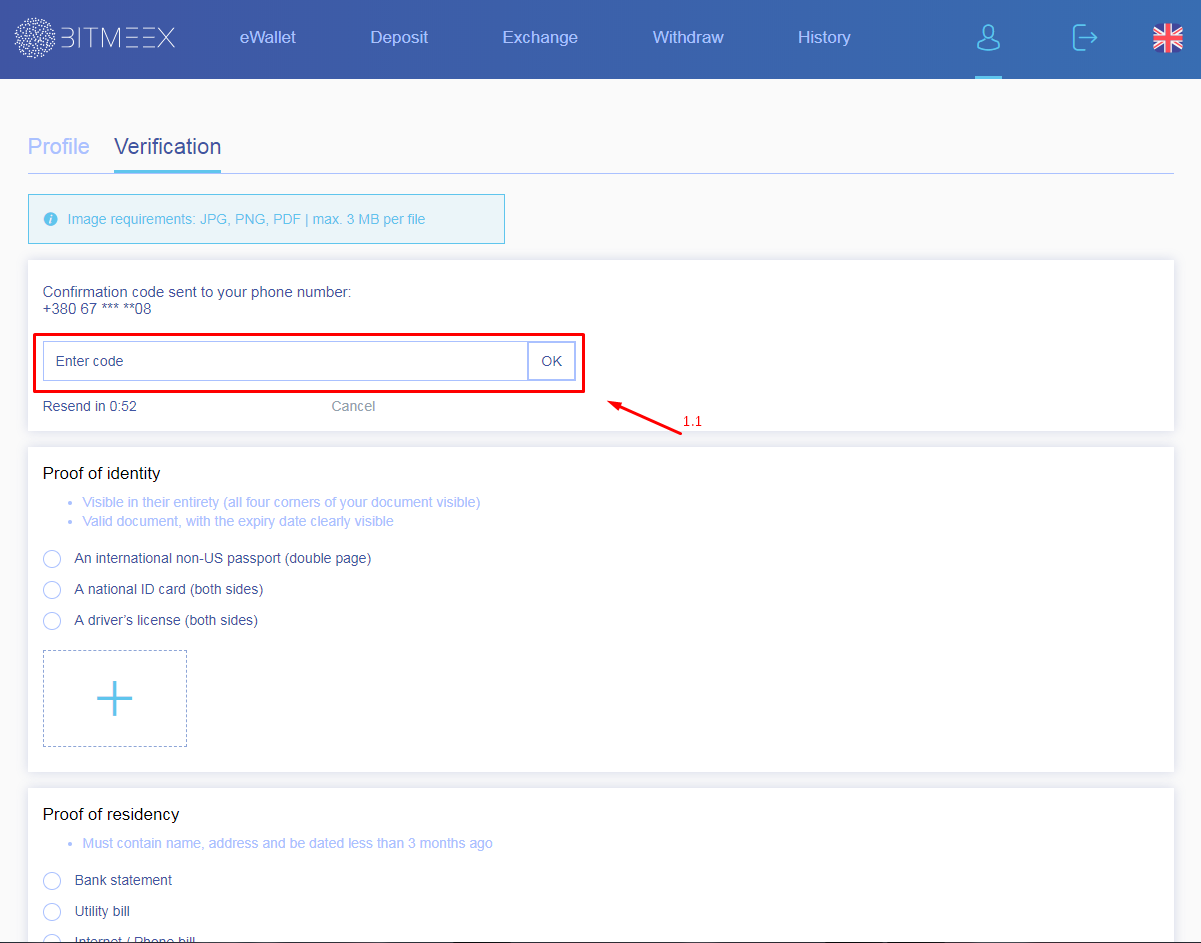 BITMEEX
eWallet
Deposit
Exchange
Withdraw
History
Profile
Verification
Image requirements: JPG, PNG, PDF | max. 3 MB per file
Confirmation code sent to your phone number:
+380 67 *** **08
Enter code
OK
Resend in 0:52
Cancel
1.1
Proof of identity
• Visible in their entirety (all four corners of your document visible)
• Valid document, with the expiry date clearly visible
An international non-US passport (double page)
A national ID card (both sides)
A driver’s license (both sides)
Proof of residency
• Must contain name, address and be dated less than 3 months ago
Bank statement
Utility bill
Internet / Phone bill